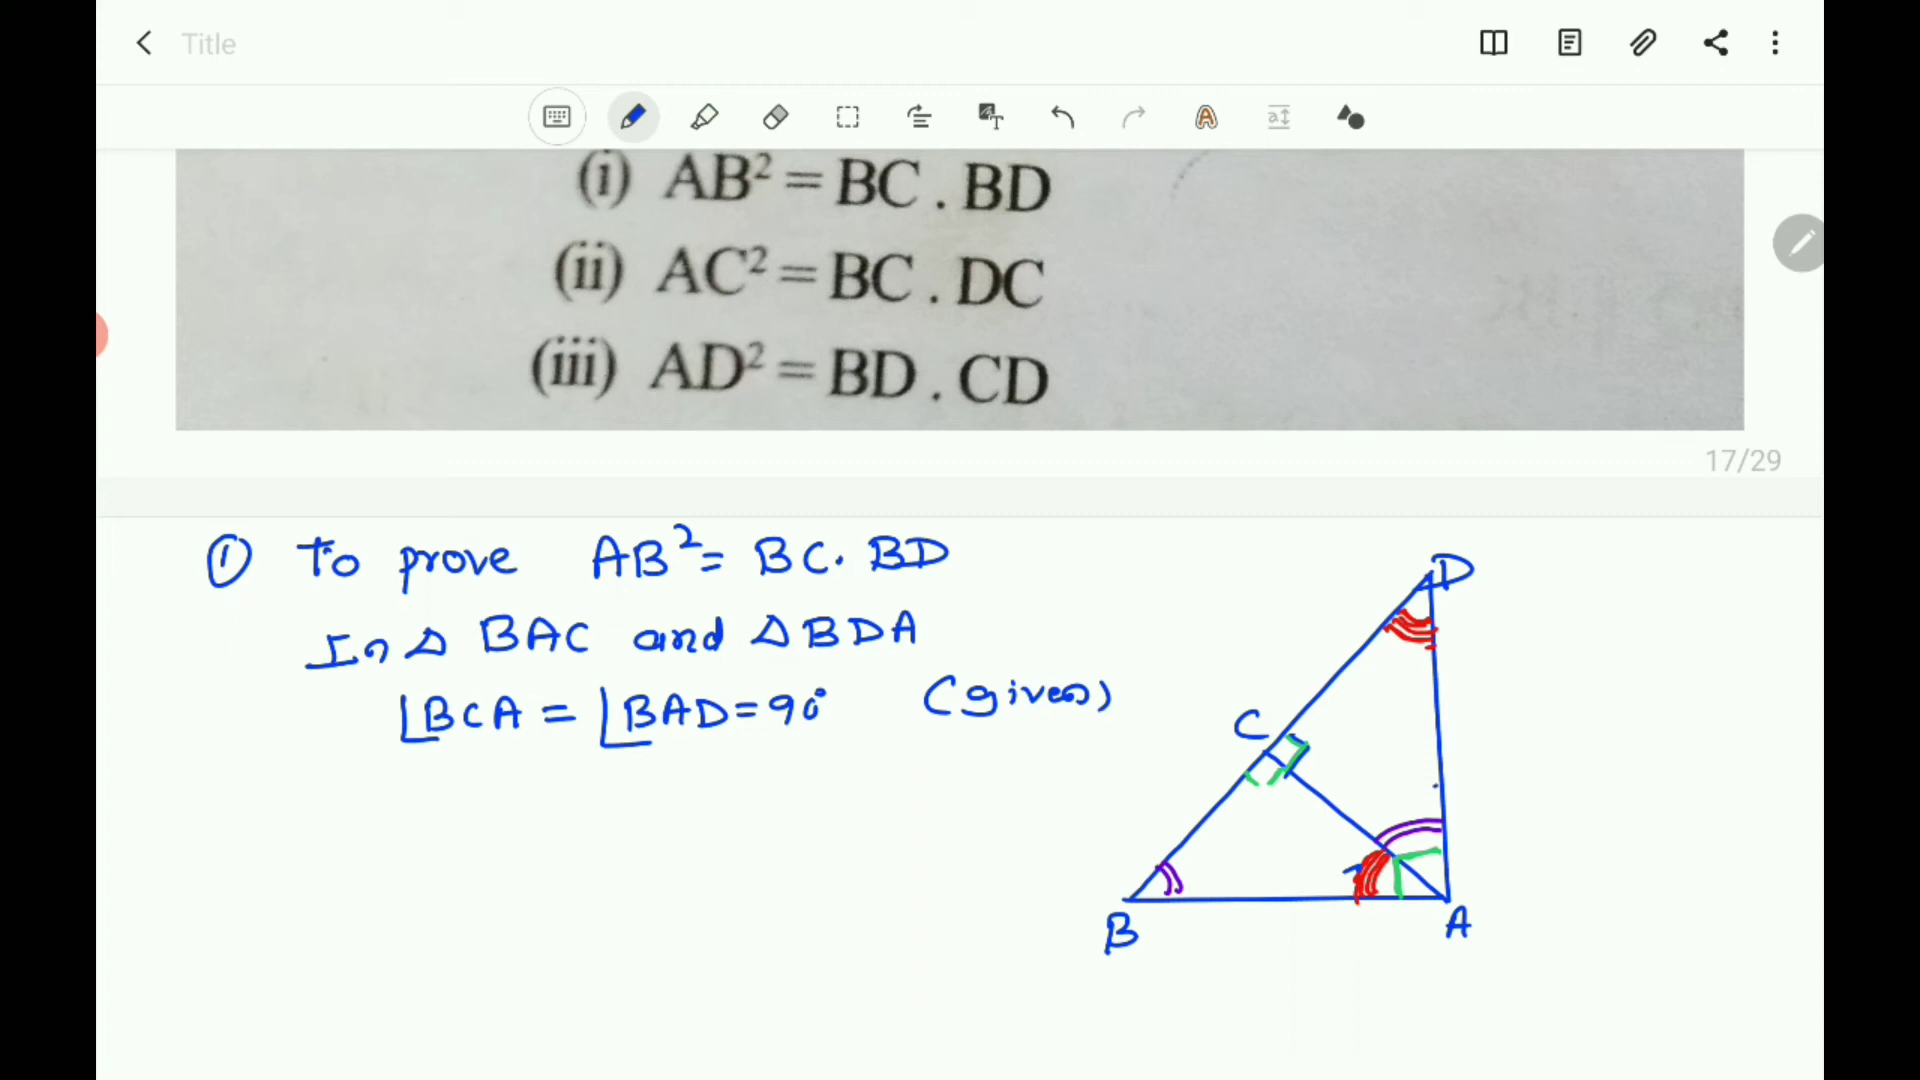 Title
(i) AB² = BC . BD
(ii) AC² = BC . DC
(iii) AD² = BD . CD
17/29
① To prove AB² = BC. BD
In △ BAC and △BDA
∠BCA = ∠BAD = 90° (given)
D
C
B
A